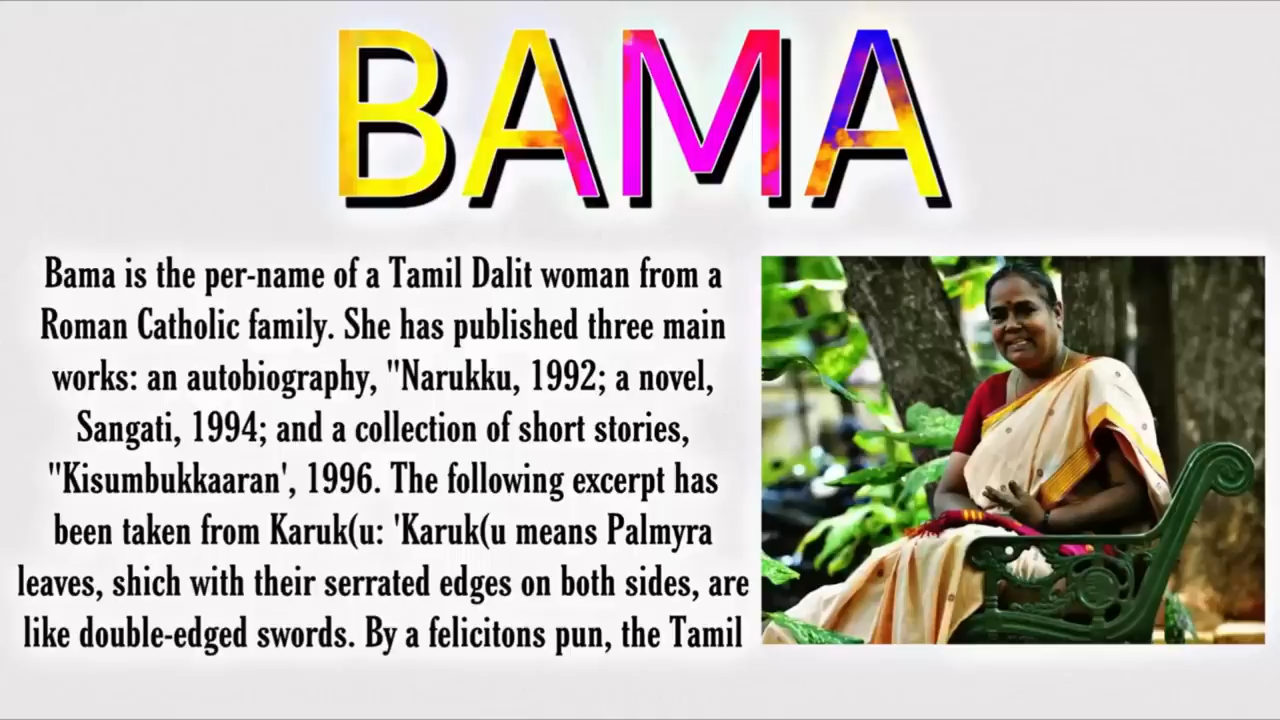 BAMA
Bama is the per-name of a Tamil Dalit woman from a
Roman Catholic family. She has published three main
works: an autobiography, "Narukku, 1992; a novel,
Sangati, 1994; and a collection of short stories,
"Kisumbukkaaran', 1996. The following excerpt has
been taken from Karuk(u: 'Karuk(u means Palmyra
leaves, shich with their serrated edges on both sides, are
like double-edged swords. By a felicitons pun, the Tamil